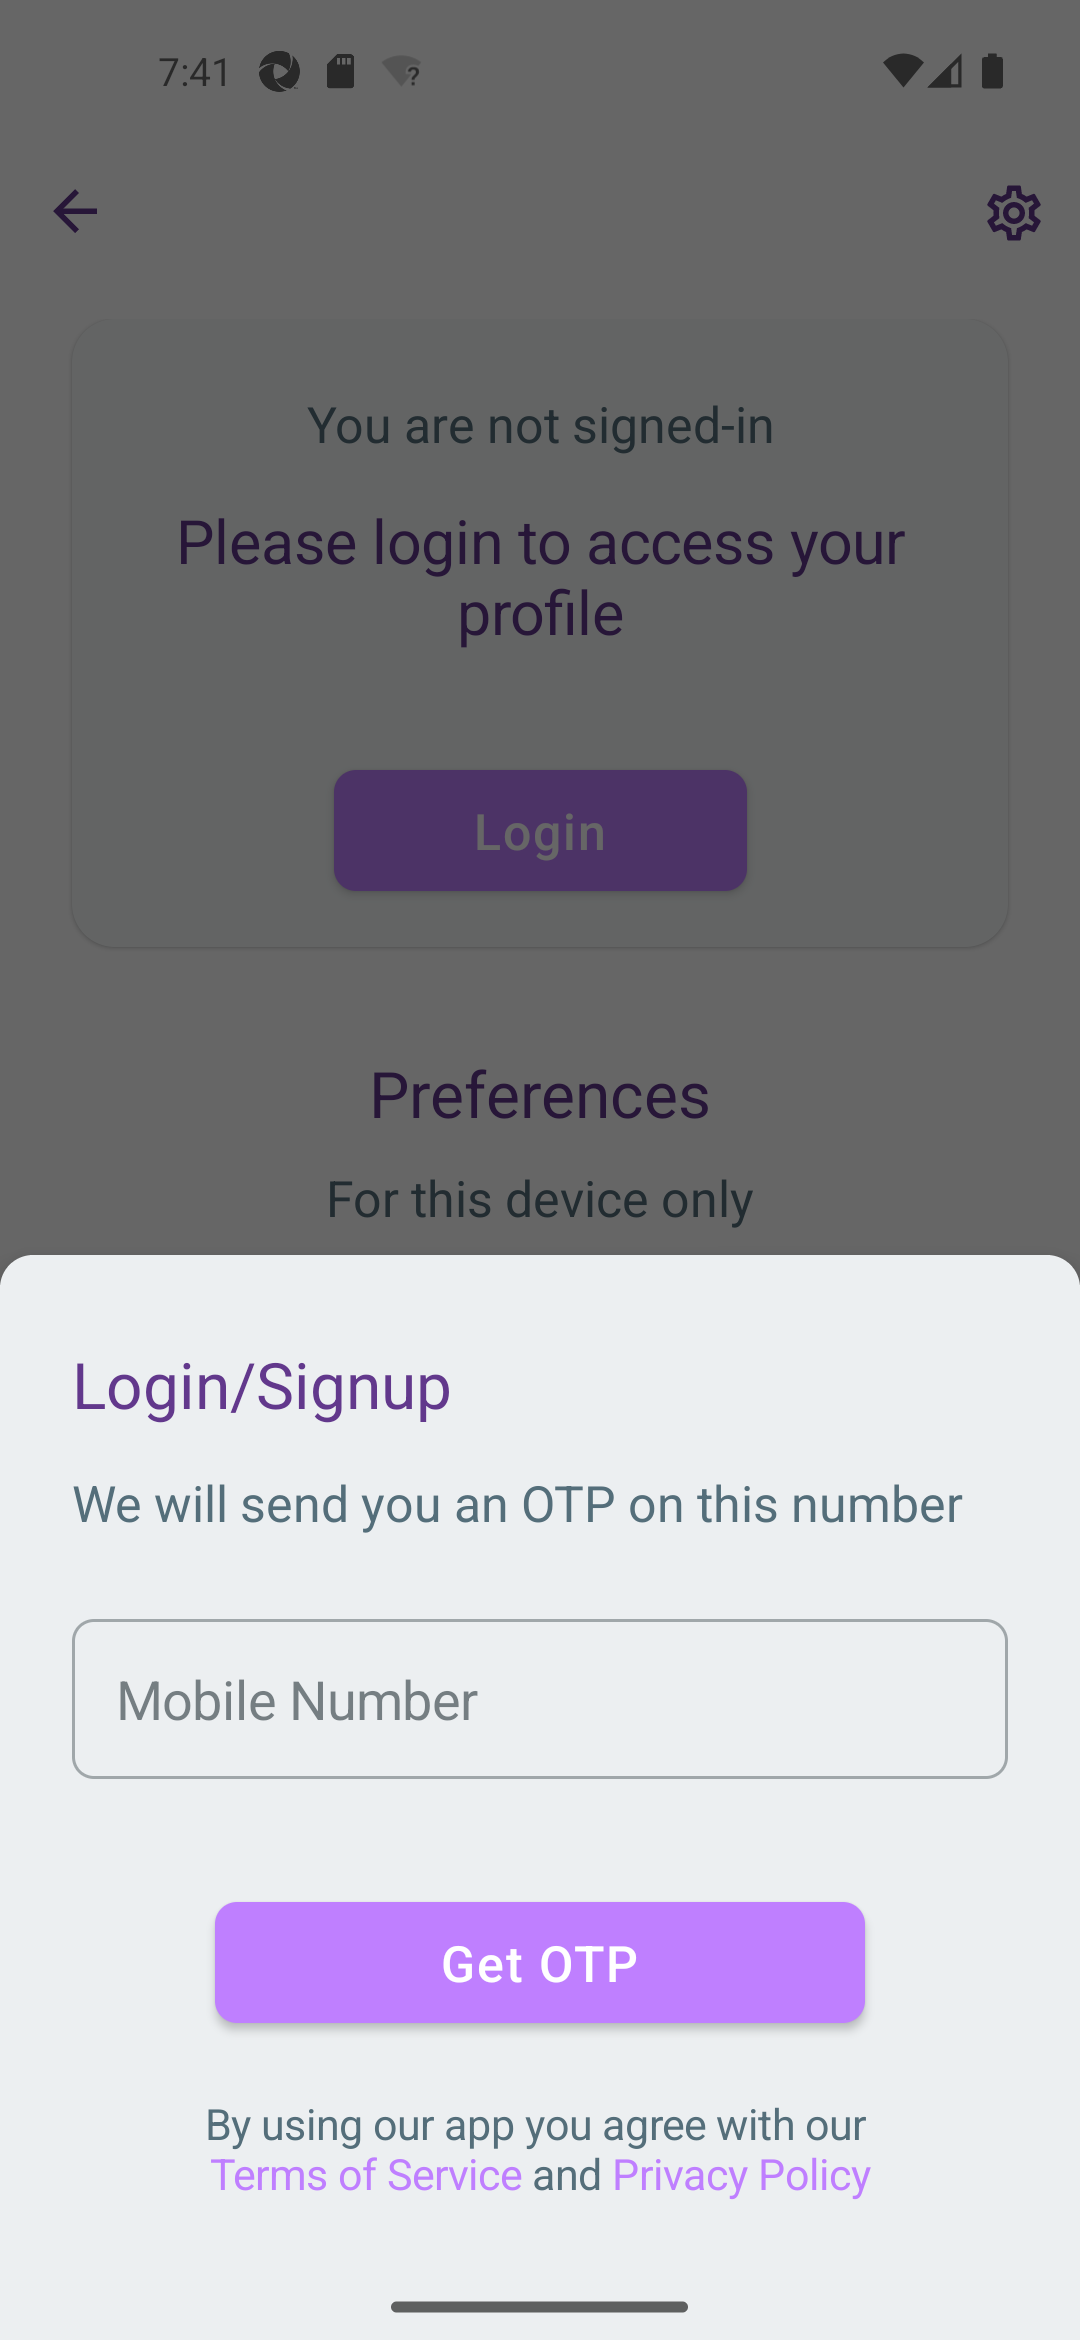 7:41
You are not signed-in
Please login to access your
profile
Login
Preferences
For this device only
Login/Signup
We will send you an OTP on this number
Mobile Number
Get OTP
By using our app you agree with our
Terms of Service and Privacy Policy